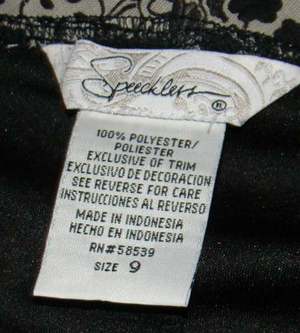 Speechless ®
100% POLYESTER/
POLIESTER
EXCLUSIVE OF TRIM
EXCLUSIVO DE DECORACION
SEE REVERSE FOR CARE
INSTRUCCIONES AL REVERSO
MADE IN INDONESIA
HECHO EN INDONESIA
RN#58539
SIZE 9